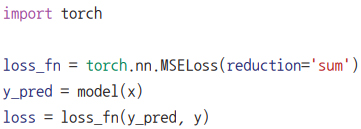 import torch

loss_fn = torch.nn.MSELoss(reduction='sum')
y_pred = model(x)
loss = loss_fn(y_pred, y)